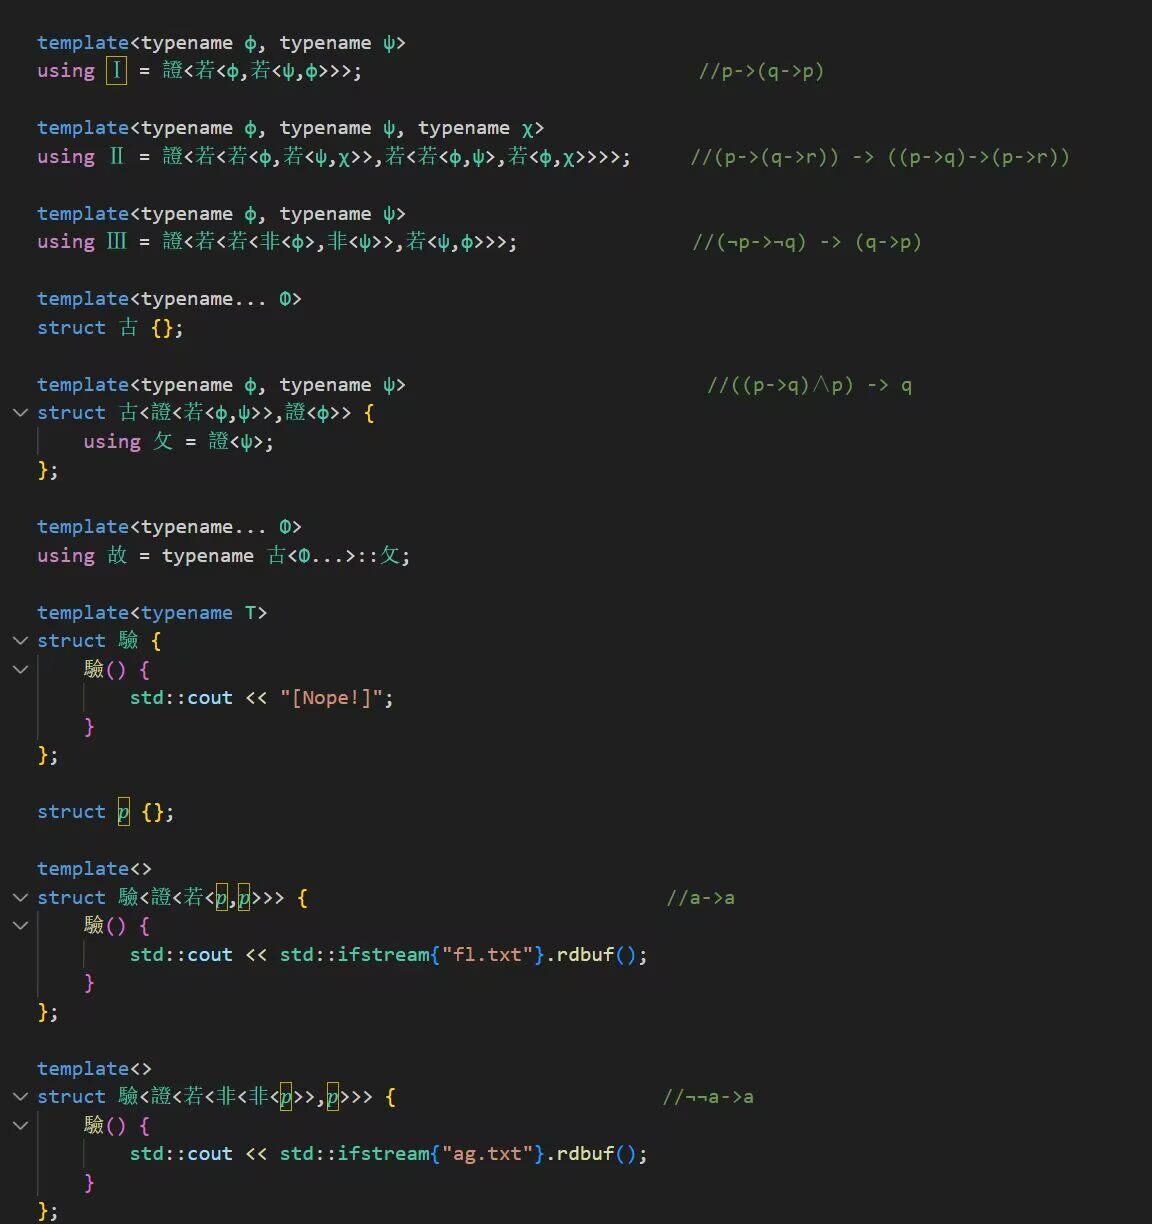 template<typename φ, typename ψ>
using Ⅰ = 證<若<φ,若<ψ,φ>>>; //p->(q->p)
template<typename φ, typename ψ, typename χ>
using Ⅱ = 證<若<若<φ,若<ψ,χ>>,若<若<φ,ψ>,若<φ,χ>>>>; //(p->(q->r)) -> ((p->q)->(p->r))
template<typename φ, typename ψ>
using Ⅲ = 證<若<若<非<φ>,非<ψ>>,若<ψ,φ>>>; //(¬p->¬q) -> (q->p)
template<typename... Φ>
struct 古 {};
template<typename φ, typename ψ> //((p->q)∧p) -> q
struct 古<證<若<φ,ψ>>,證<φ>> {
using 攵 = 證<ψ>;
};
template<typename... Φ>
using 故 = typename 古<Φ...>::攵;
template<typename T>
struct 驗 {
驗() {
std::cout << "[Nope!]";
}
};
struct p {};
template<>
struct 驗<證<若<p,p>>> { //a->a
驗() {
std::cout << std::ifstream{"fl.txt"}.rdbuf();
}
};
template<>
struct 驗<證<若<非<非<p>>,p>>> { //¬¬a->a
驗() {
std::cout << std::ifstream{"ag.txt"}.rdbuf();
}
};